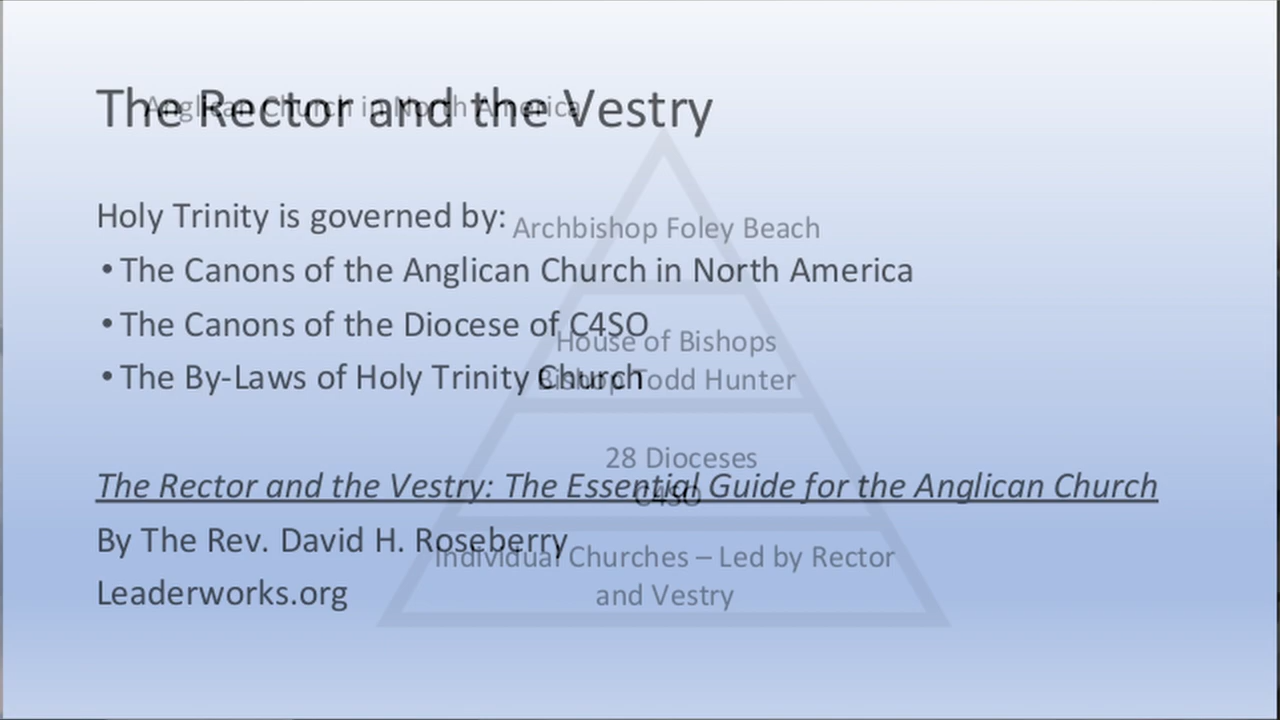 The Rector and the Vestry
Anglican Church in North America
Holy Trinity is governed by:
Archbishop Foley Beach
• The Canons of the Anglican Church in North America
• The Canons of the Diocese of C4SO
House of Bishops
• The By-Laws of Holy Trinity Church
Bishop Todd Hunter
28 Dioceses
The Rector and the Vestry: The Essential Guide for the Anglican Church
C4SO
By The Rev. David H. Roseberry
Individual Churches – Led by Rector
and Vestry
Leaderworks.org